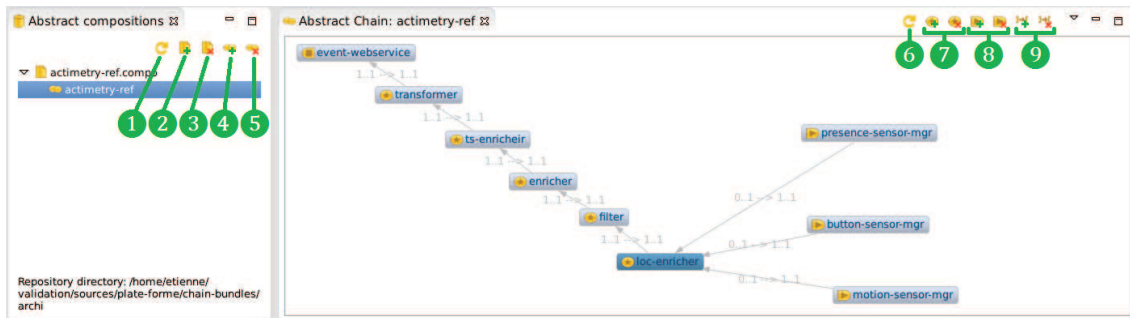 Abstract compositions
actimetry-ref.compo
actimetry-ref
1 2 3 4 5
Repository directory: /home/etienne/
validation/sources/plate-forme/chain-bundles/
archi
Abstract Chain: actimetry-ref
6 7 8 9
event-webservice
1..1 --> 1..1
transformer
1..1 --> 1..1
ts-enricheir
1..1 --> 1..1
enricher
1..1 --> 1..1
filter
1..1 --> 1..1
loc-enricher
presence-sensor-mgr
0..1 --> 1..1
button-sensor-mgr
0..1 --> 1..1
motion-sensor-mgr
0..1 --> 1..1